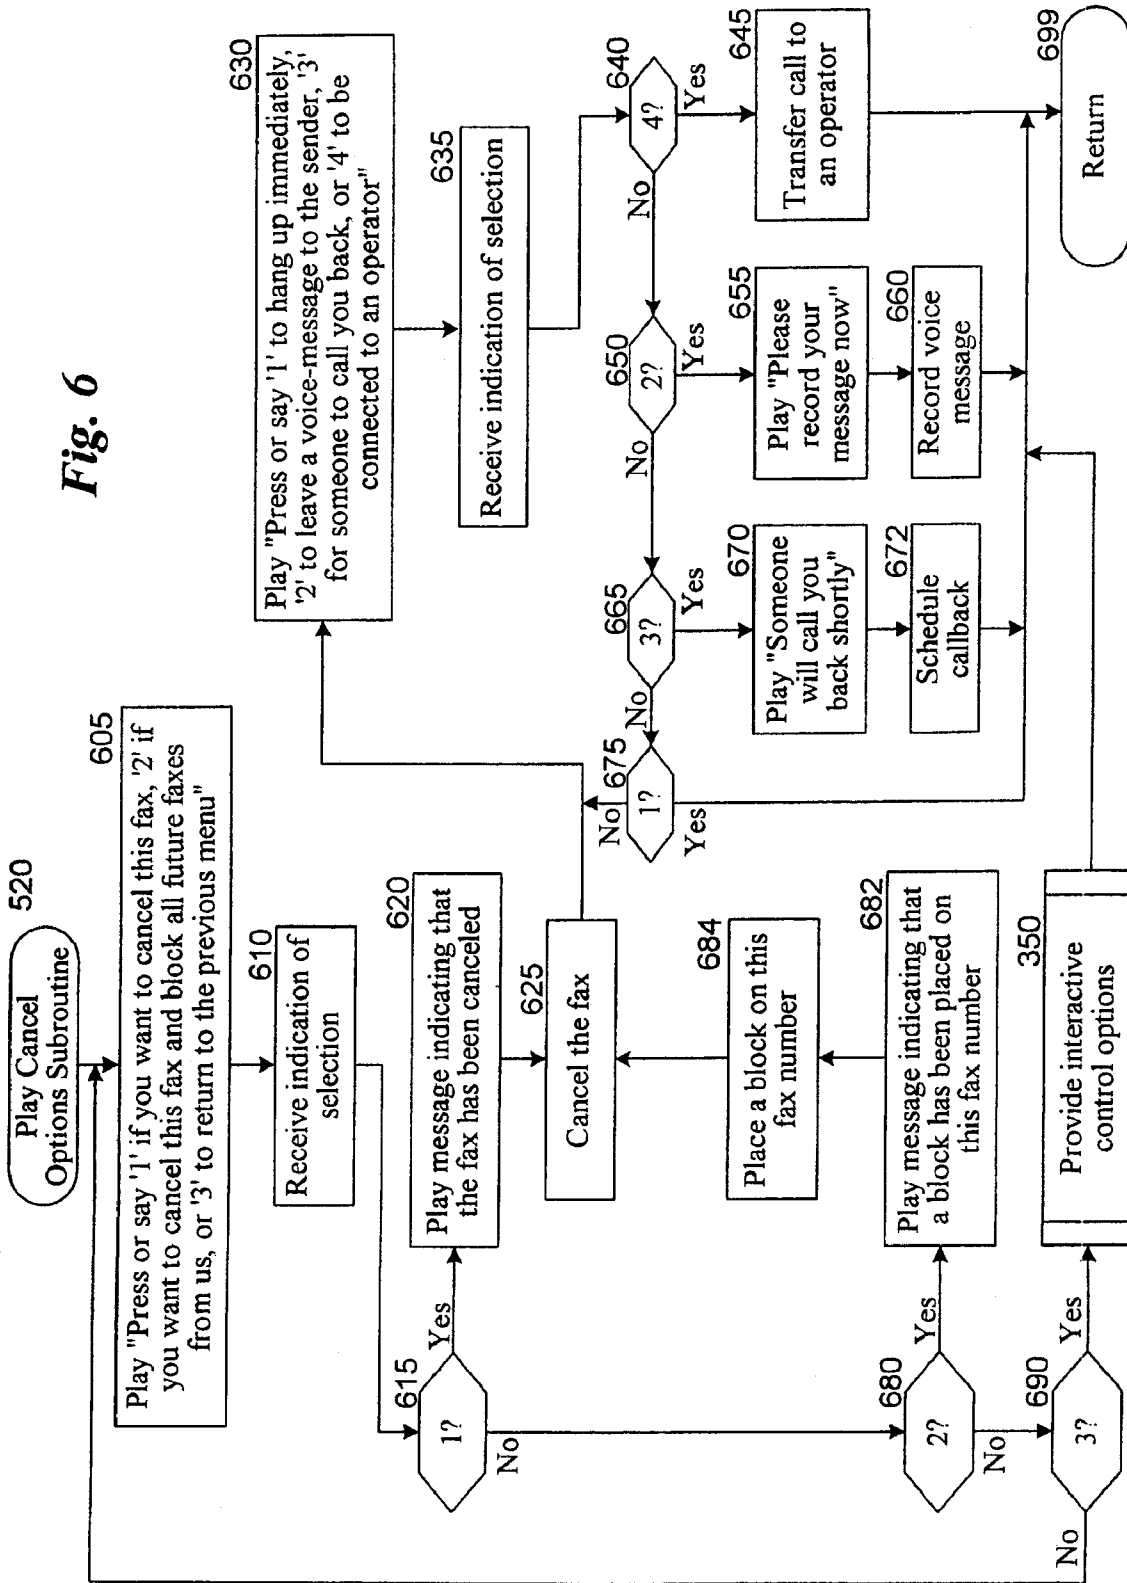 Fig. 6
520
Play Cancel
Options Subroutine
605
Play "Press or say '1' if you want to cancel this fax, '2' if
you want to cancel this fax and block all future faxes
from us, or '3' to return to the previous menu"
610
Receive indication of
selection
615
1?
Yes
No
620
Play message indicating that
the fax has been canceled
625
Cancel the fax
684
Place a block on this
fax number
682
Play message indicating that
a block has been placed on
this fax number
680
2?
Yes
No
690
3?
Yes
No
350
Provide interactive
control options
630
Play "Press or say '1' to hang up immediately,
'2' to leave a voice-message to the sender, '3'
for someone to call you back, or '4' to be
connected to an operator"
635
Receive indication of selection
640
4?
Yes
No
645
Transfer call to
an operator
650
2?
Yes
No
655
Play "Please
record your
message now"
660
Record voice
message
665
3?
Yes
No
670
Play "Someone
will call you
back shortly"
672
Schedule
callback
675
1?
No
Yes
699
Return